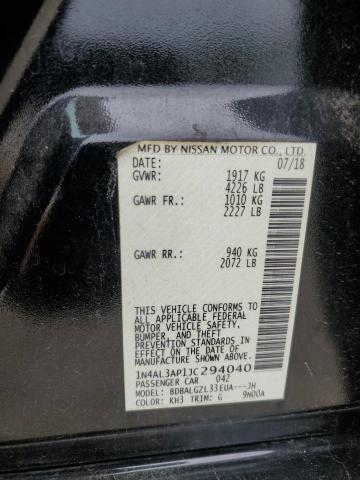 MFD BY NISSAN MOTOR CO., LTD.
DATE: 07/18
GVWR: 1917 KG
4226 LB
GAWR FR: 1010 KG
2227 LB
GAWR RR: 940 KG
2072 LB
THIS VEHICLE CONFORMS TO
ALL APPLICABLE FEDERAL
MOTOR VEHICLE SAFETY,
BUMPER, AND THEFT
PREVENTION STANDARDS IN
EFFECT ON THE DATE OF
MANUFACTURE SHOWN ABOVE.
1N4AL3AP1JC294040
PASSENGER CAR 042
MODEL: BDBALGZL33EUA---JH
COLOR: KH3 TRIM: G 9N00A